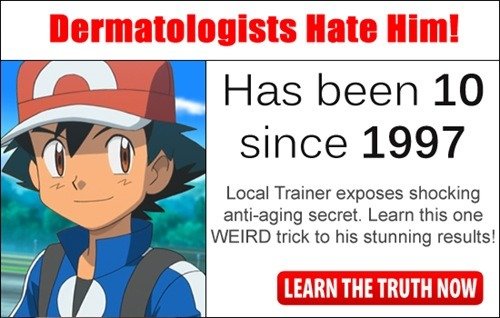 Dermatologists Hate Him!
Has been 10
since 1997
Local Trainer exposes shocking
anti-aging secret. Learn this one
WEIRD trick to his stunning results!
LEARN THE TRUTH NOW